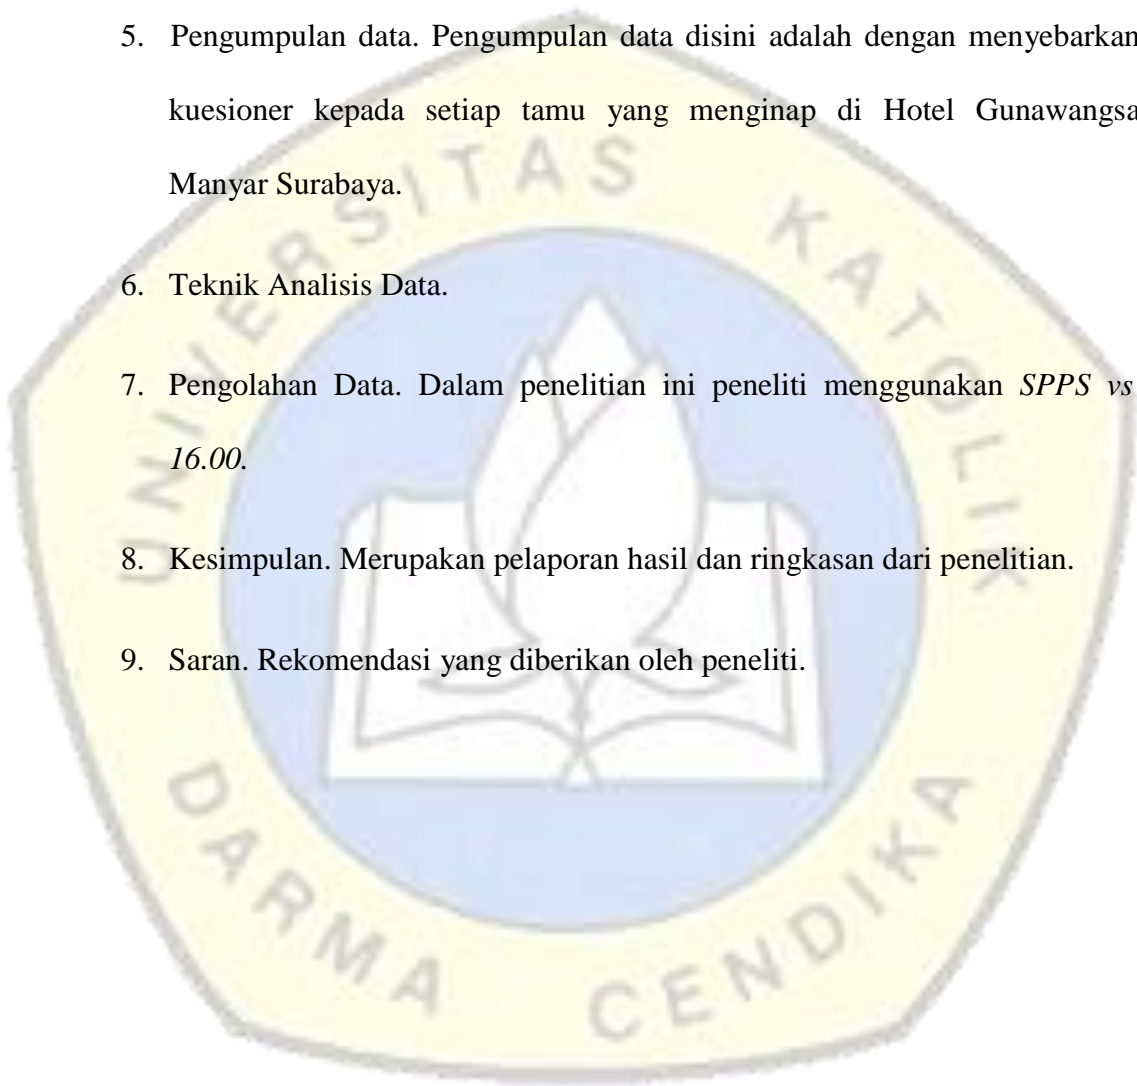 5. Pengumpulan data. Pengumpulan data disini adalah dengan menyebarkan
kuesioner kepada setiap tamu yang menginap di Hotel Gunawangsa
Manyar Surabaya.
6. Teknik Analisis Data.
7. Pengolahan Data. Dalam penelitian ini peneliti menggunakan SPPS vs
16.00.
8. Kesimpulan. Merupakan pelaporan hasil dan ringkasan dari penelitian.
9. Saran. Rekomendasi yang diberikan oleh peneliti.
UNIVERSITAS KATOLIK
DARMA CENDIKA